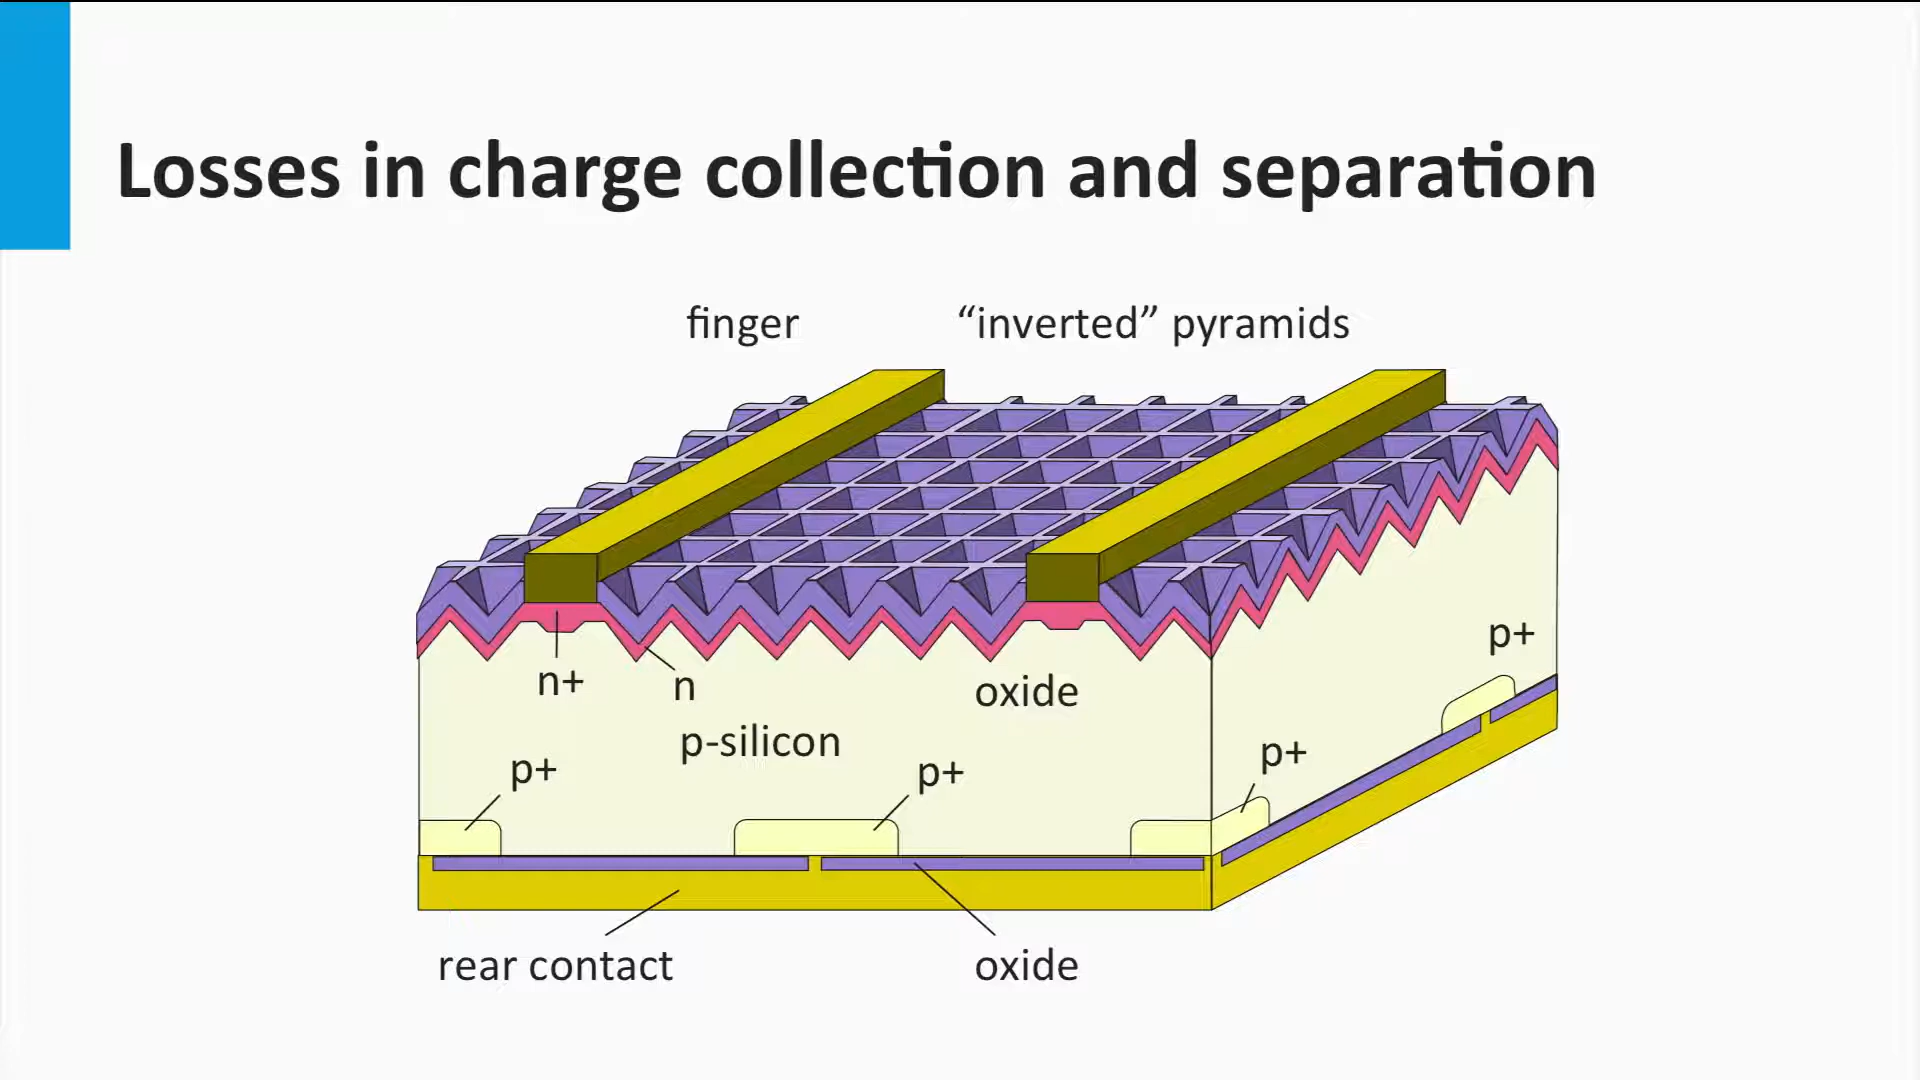 Losses in charge collection and separation
finger
“inverted” pyramids
p+
n+
n
oxide
p-silicon
p+
p+
p+
rear contact
oxide